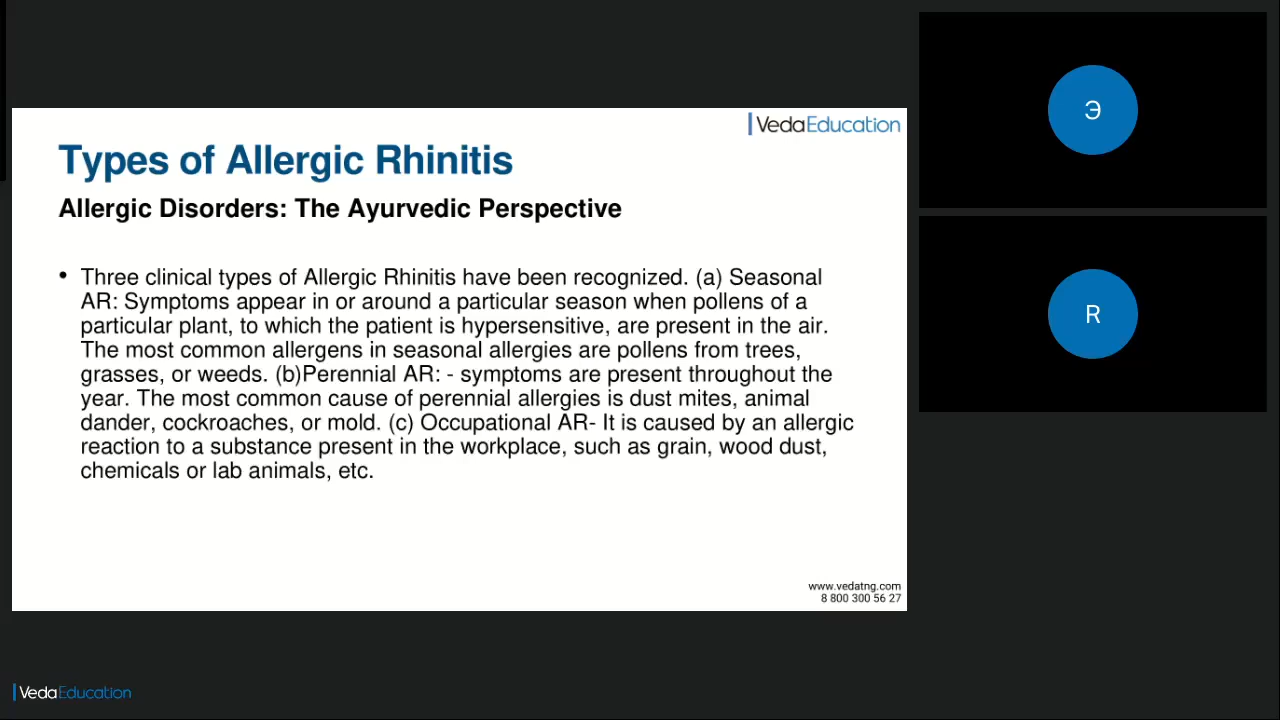 VedaEducation
Types of Allergic Rhinitis
Allergic Disorders: The Ayurvedic Perspective
• Three clinical types of Allergic Rhinitis have been recognized. (a) Seasonal
AR: Symptoms appear in or around a particular season when pollens of a
particular plant, to which the patient is hypersensitive, are present in the air.
The most common allergens in seasonal allergies are pollens from trees,
grasses, or weeds. (b)Perennial AR: - symptoms are present throughout the
year. The most common cause of perennial allergies is dust mites, animal
dander, cockroaches, or mold. (c) Occupational AR- It is caused by an allergic
reaction to a substance present in the workplace, such as grain, wood dust,
chemicals or lab animals, etc.
www.vedatng.com
8 800 300 56 27
Э
R
VedaEducation